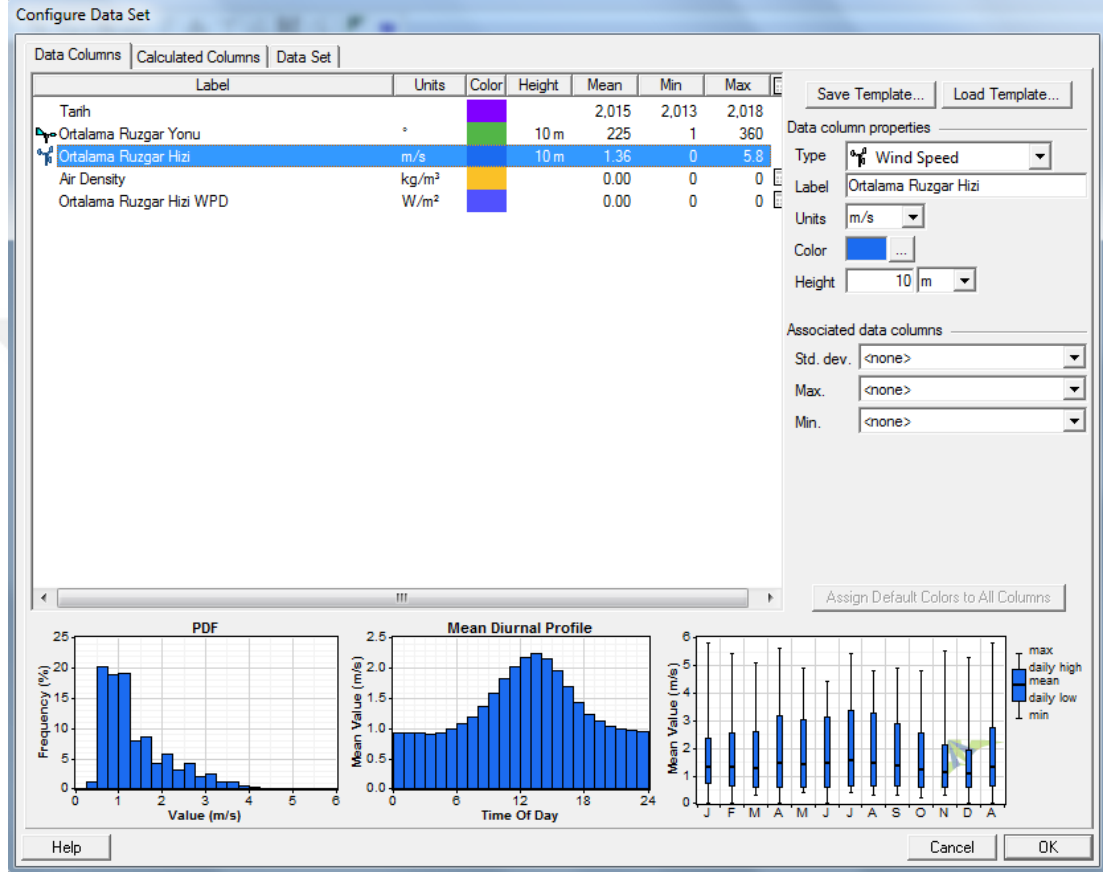 Configure Data Set
Data Columns Calculated Columns Data Set
Label Units Color Height Mean Min Max
Tarih 2,015 2,013 2,018
Ortalama Ruzgar Yonu ° 10 m 225 1 360
Ortalama Ruzgar Hizi m/s 10 m 1.36 0 5.8
Air Density kg/m³ 0.00 0 0
Ortalama Ruzgar Hizi WPD W/m² 0.00 0 0
Save Template... Load Template...
Data column properties
Type Wind Speed
Label Ortalama Ruzgar Hizi
Units m/s
Color ...
Height 10 m
Associated data columns
Std. dev. <none>
Max. <none>
Min. <none>
Assign Default Colors to All Columns
PDF
Frequency (%)
25
20
15
10
5
0
0 1 2 3 4 5 6
Value (m/s)
Mean Diurnal Profile
Mean Value (m/s)
2.5
2.0
1.5
1.0
0.5
0.0
0 6 12 18 24
Time Of Day
Mean Value (m/s)
6
5
4
3
2
1
0
J F M A M J J A S O N D A
max
daily high
mean
daily low
min
Help Cancel OK